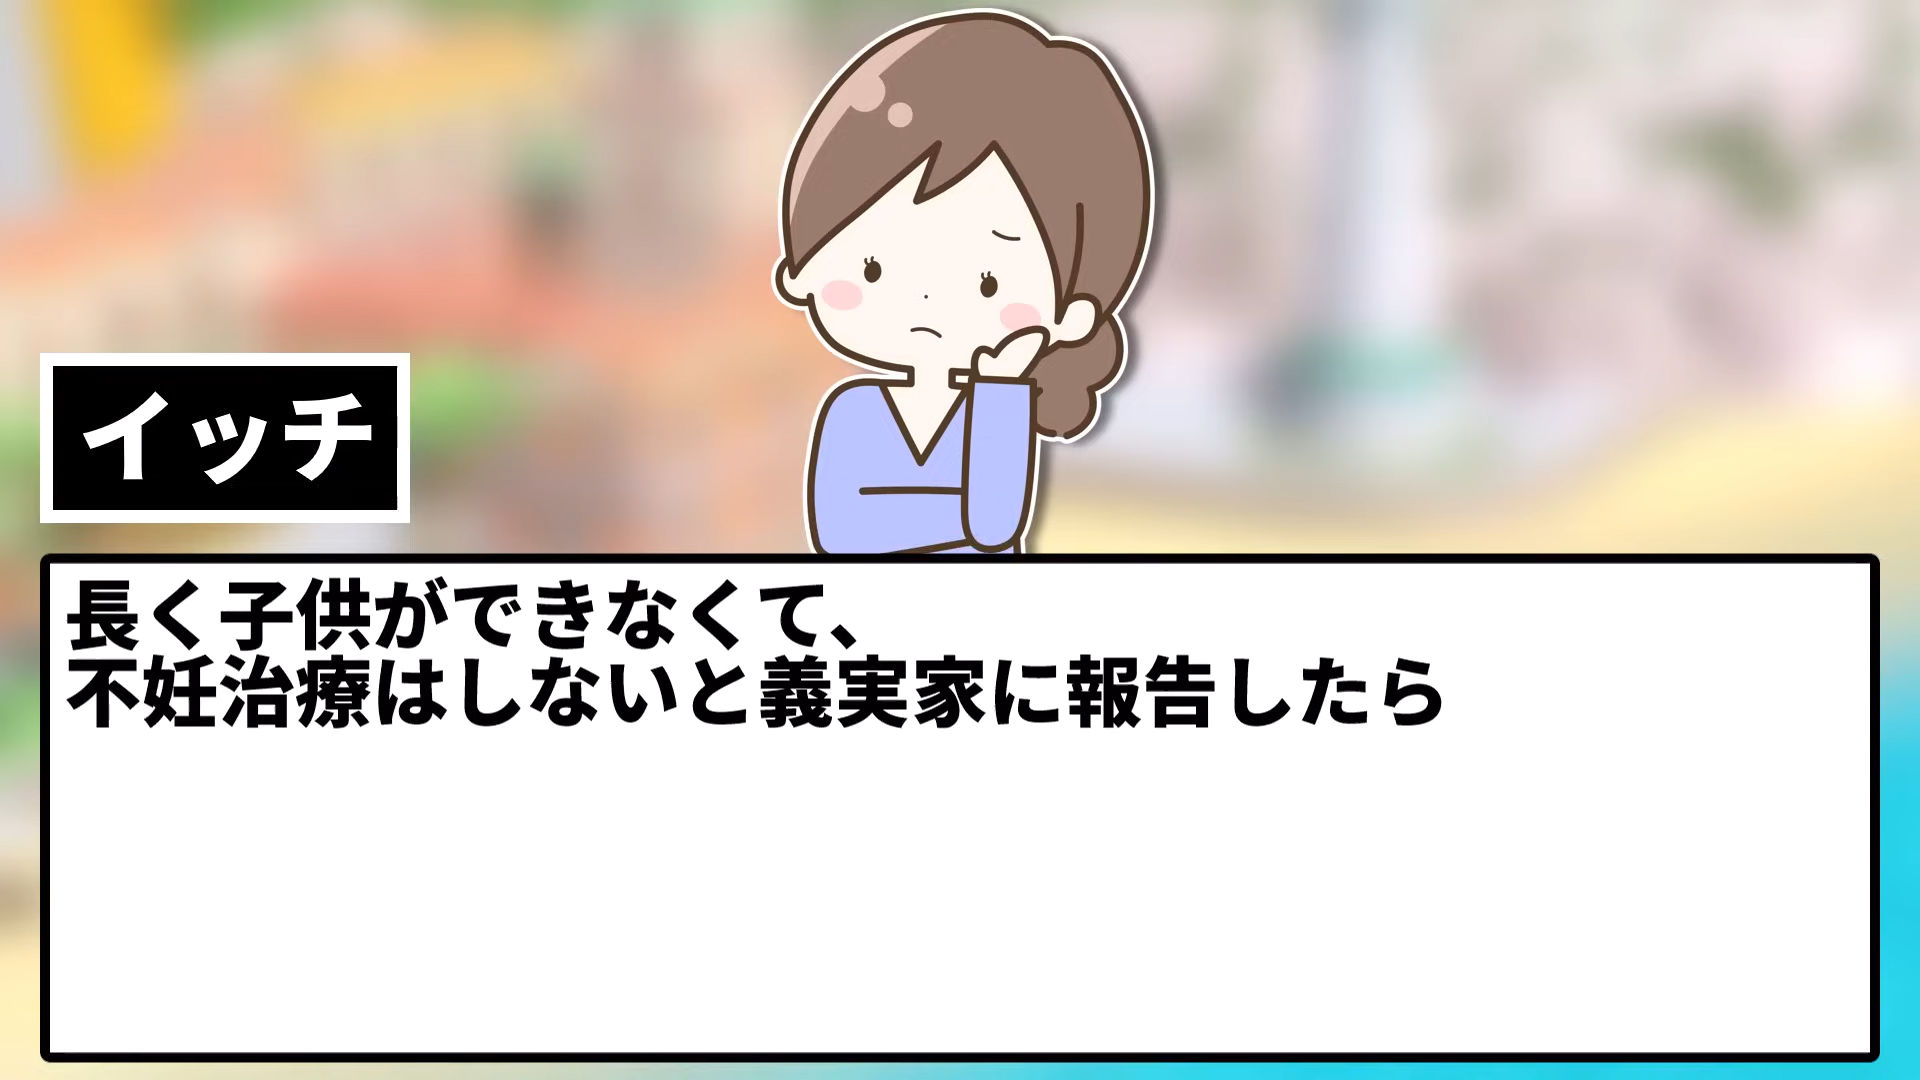 イッチ
長く子供ができなくて、
不妊治療はしないと義実家に報告したら